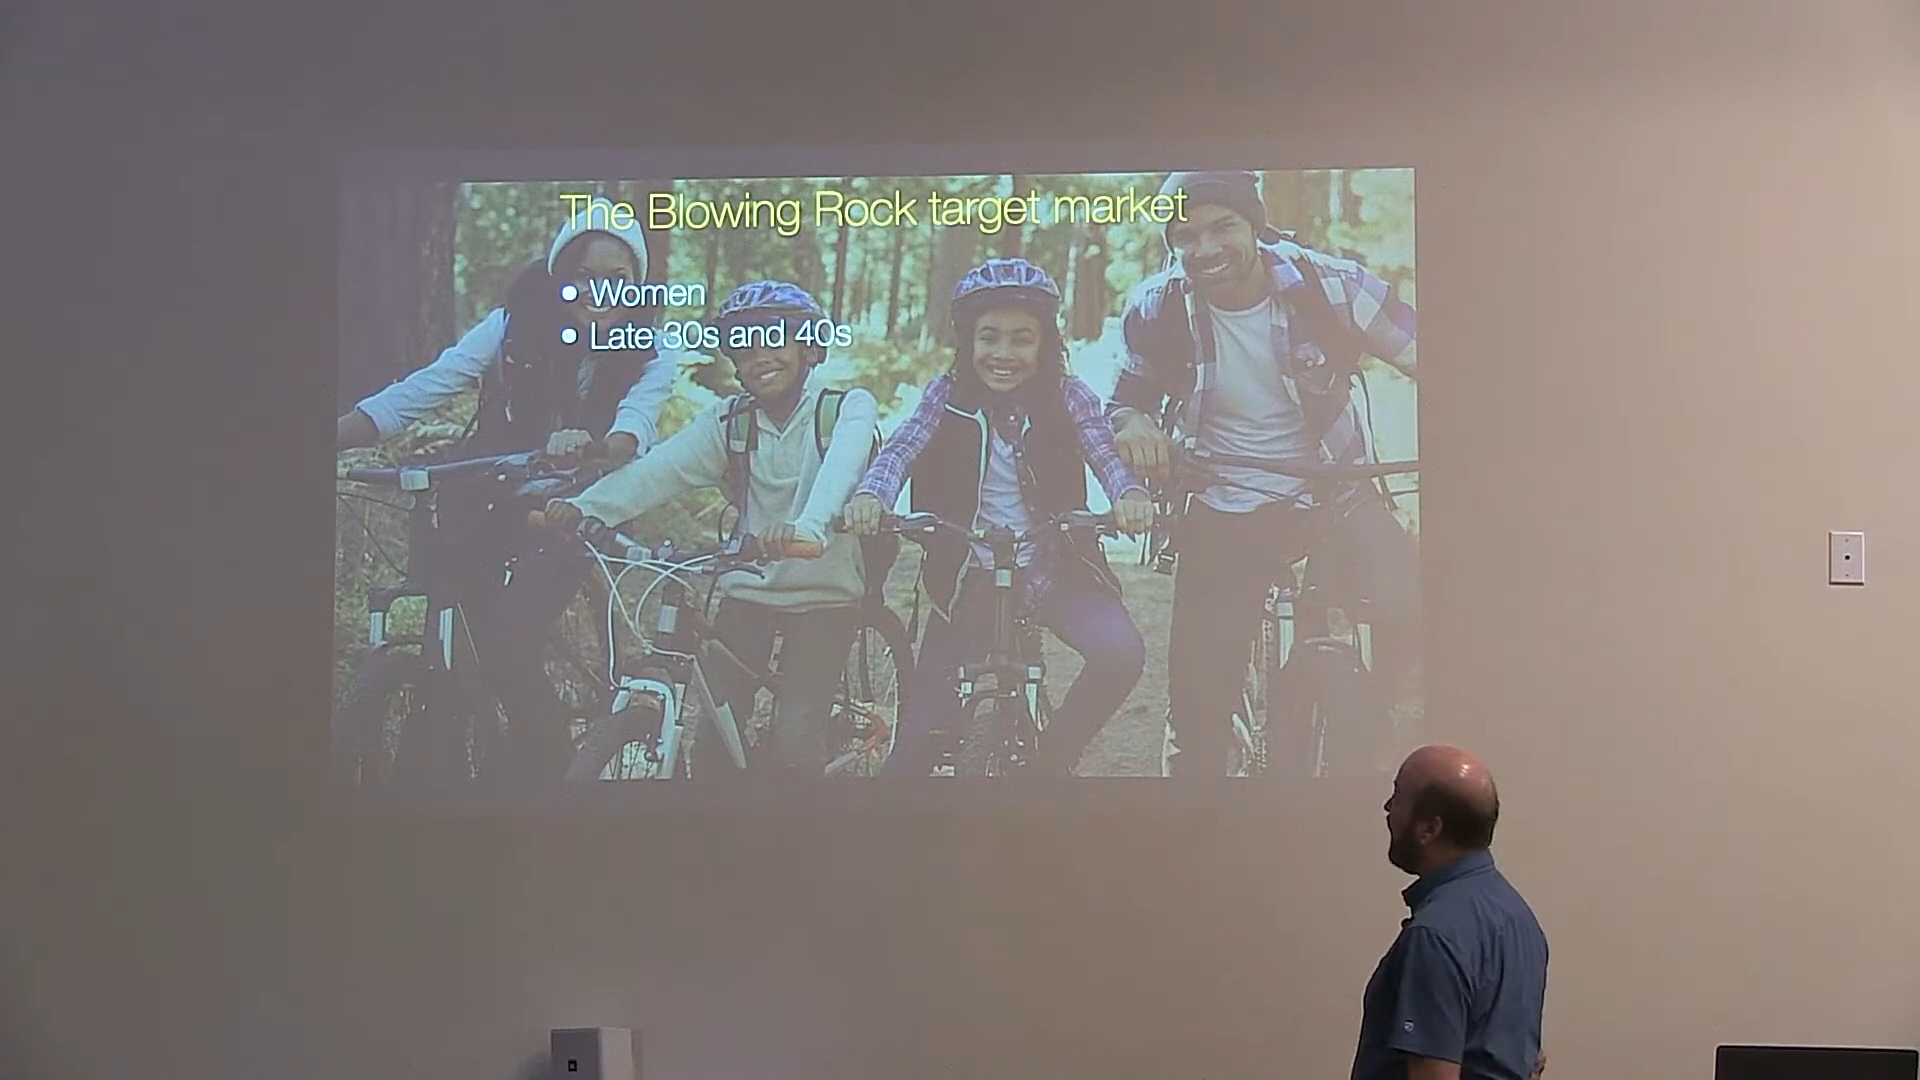 The Blowing Rock target market
• Women
• Late 30s and 40s